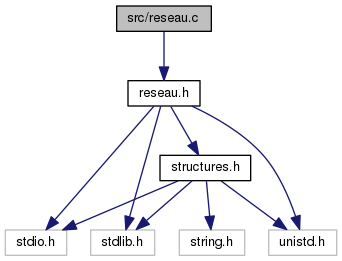 src/reseau.c
reseau.h
structures.h
stdio.h
stdlib.h
string.h
unistd.h